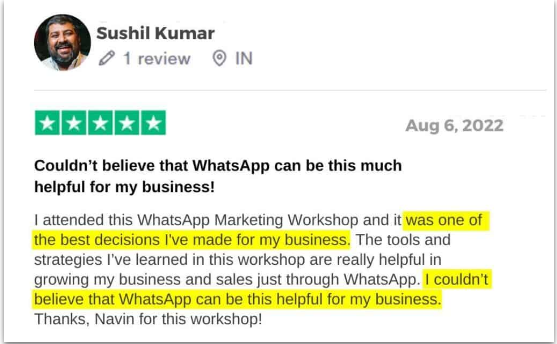 Sushil Kumar
1 review IN
Aug 6, 2022
Couldn't believe that WhatsApp can be this much
helpful for my business!
I attended this WhatsApp Marketing Workshop and it was one of
the best decisions I've made for my business. The tools and
strategies I've learned in this workshop are really helpful in
growing my business and sales just through WhatsApp. I couldn't
believe that WhatsApp can be this helpful for my business.
Thanks, Navin for this workshop!